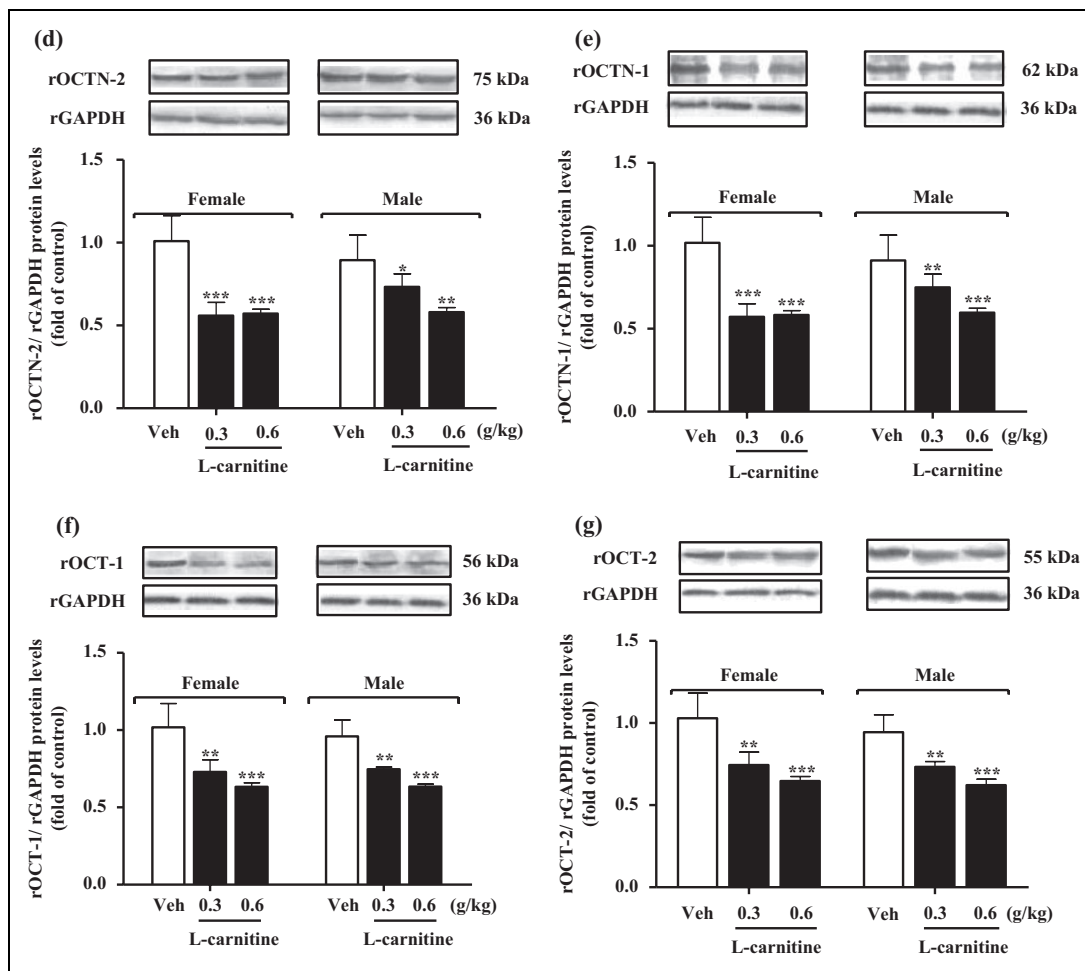 (d)
rOCTN-2
75 kDa
rGAPDH
36 kDa
rOCTN-2/ rGAPDH protein levels
(fold of control)
1.5
1.0
0.5
0.0
Female
Male
***
***
*
**
Veh
0.3
0.6
Veh
0.3
0.6
(g/kg)
L-carnitine
L-carnitine
(e)
rOCTN-1
62 kDa
rGAPDH
36 kDa
rOCTN-1/ rGAPDH protein levels
(fold of control)
1.5
1.0
0.5
0.0
Female
Male
***
***
**
***
Veh
0.3
0.6
Veh
0.3
0.6
(g/kg)
L-carnitine
L-carnitine
(f)
rOCT-1
56 kDa
rGAPDH
36 kDa
rOCT-1/ rGAPDH protein levels
(fold of control)
1.5
1.0
0.5
0.0
Female
Male
**
***
**
***
Veh
0.3
0.6
Veh
0.3
0.6
(g/kg)
L-carnitine
L-carnitine
(g)
rOCT-2
55 kDa
rGAPDH
36 kDa
rOCT-2/ rGAPDH protein levels
(fold of control)
1.5
1.0
0.5
0.0
Female
Male
**
***
**
***
Veh
0.3
0.6
Veh
0.3
0.6
(g/kg)
L-carnitine
L-carnitine